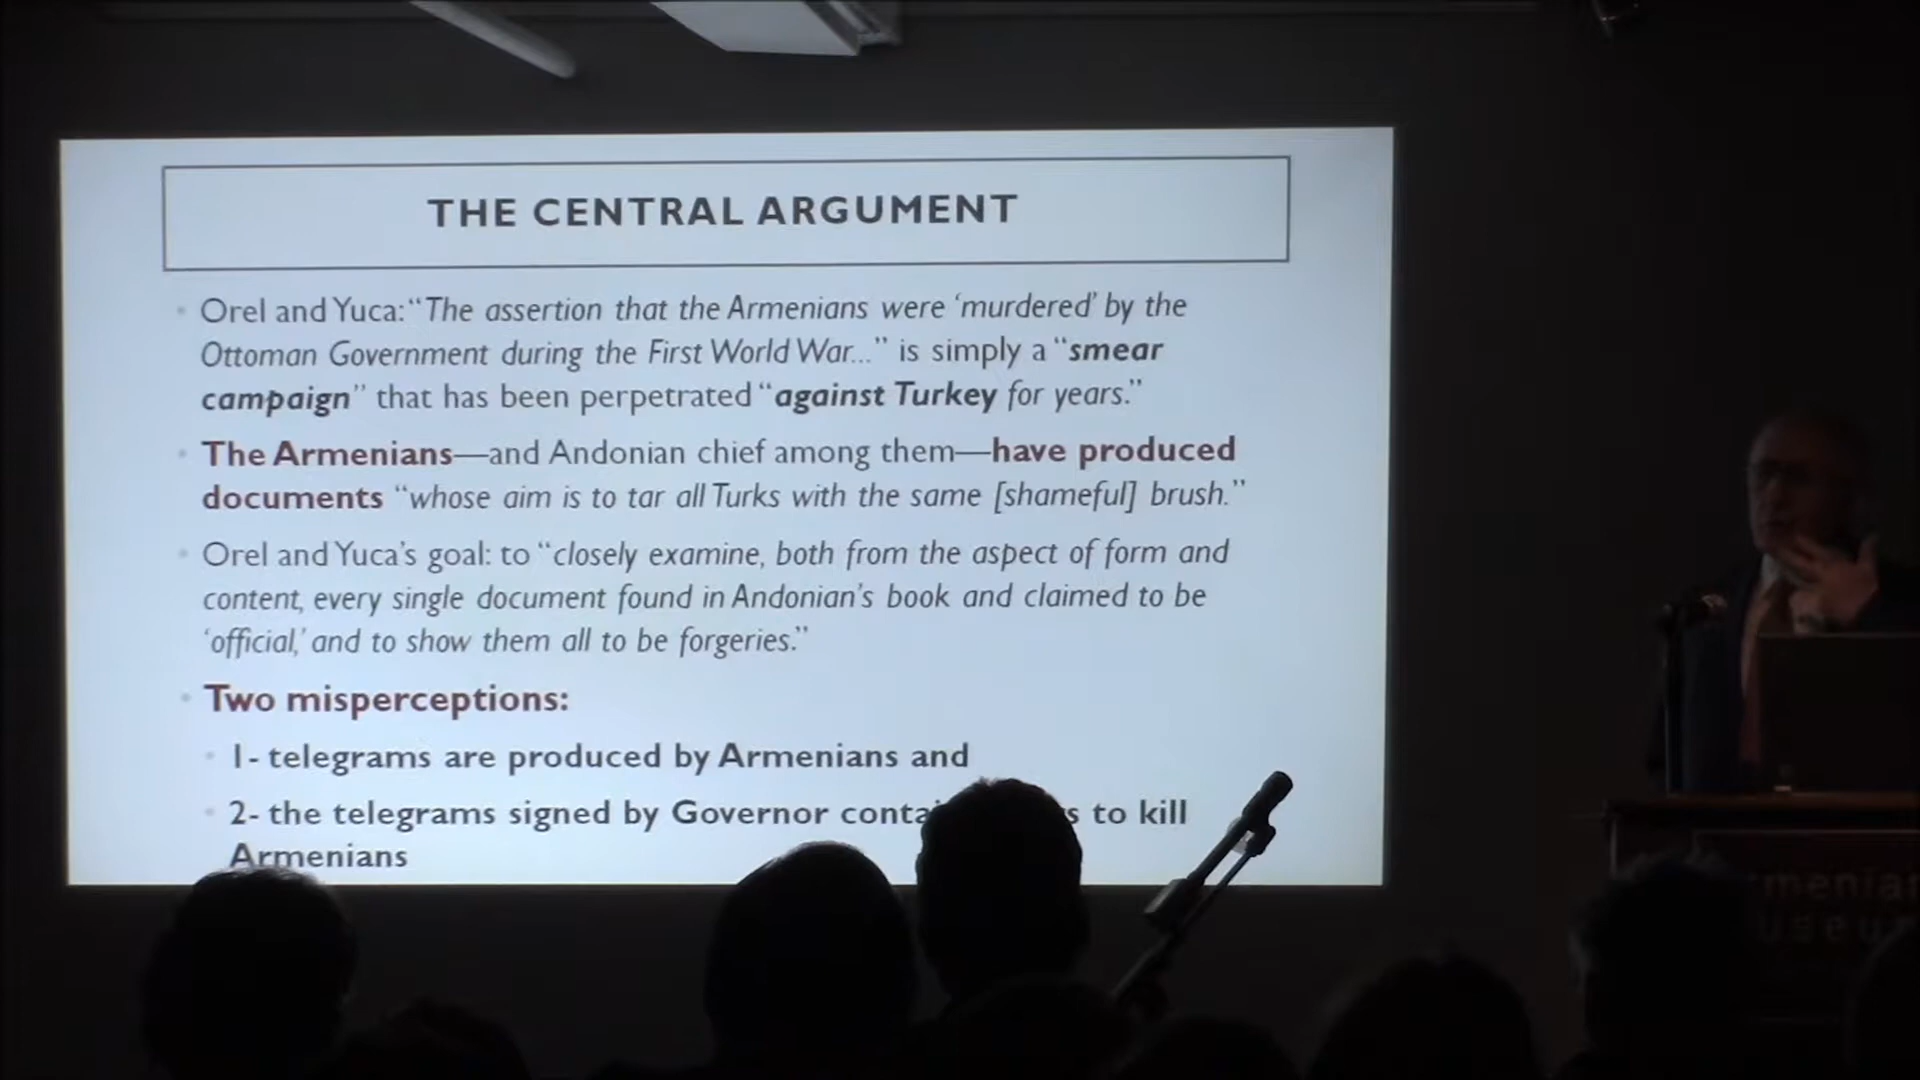 THE CENTRAL ARGUMENT
• Orel and Yuca: “The assertion that the Armenians were ‘murdered’ by the
Ottoman Government during the First World War...” is simply a “smear
campaign” that has been perpetrated “against Turkey for years.”
• The Armenians—and Andonian chief among them—have produced
documents “whose aim is to tar all Turks with the same [shameful] brush.”
• Orel and Yuca’s goal: to “closely examine, both from the aspect of form and
content, every single document found in Andonian’s book and claimed to be
‘official,’ and to show them all to be forgeries.”
• Two misperceptions:
• 1- telegrams are produced by Armenians and
• 2- the telegrams signed by Governor to kill
Armenians